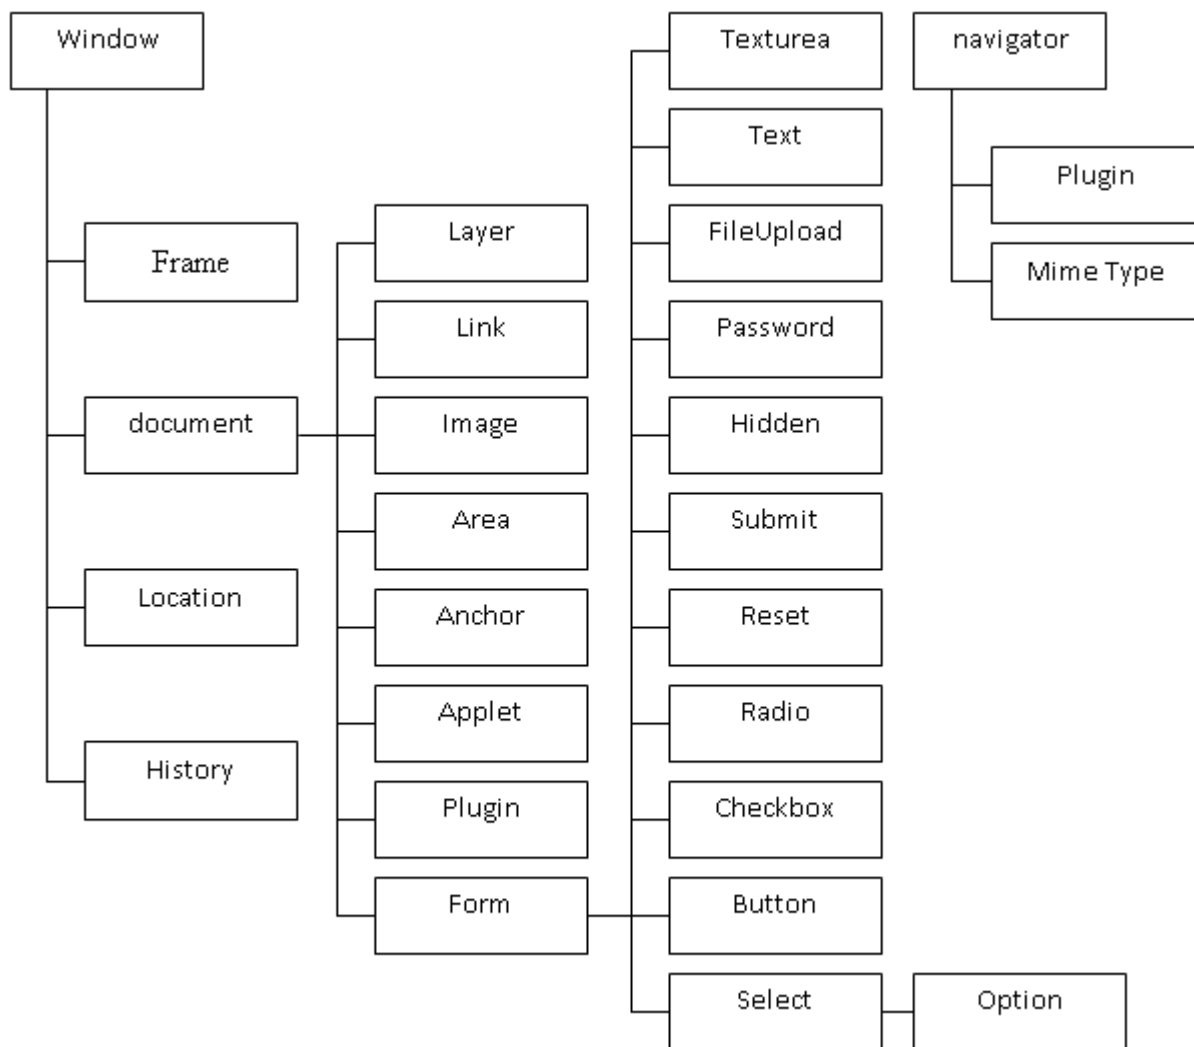 Window
Frame
document
Location
History
Layer
Link
Image
Area
Anchor
Applet
Plugin
Form
Texturea
Text
FileUpload
Password
Hidden
Submit
Reset
Radio
Checkbox
Button
Select
Option
navigator
Plugin
Mime Type